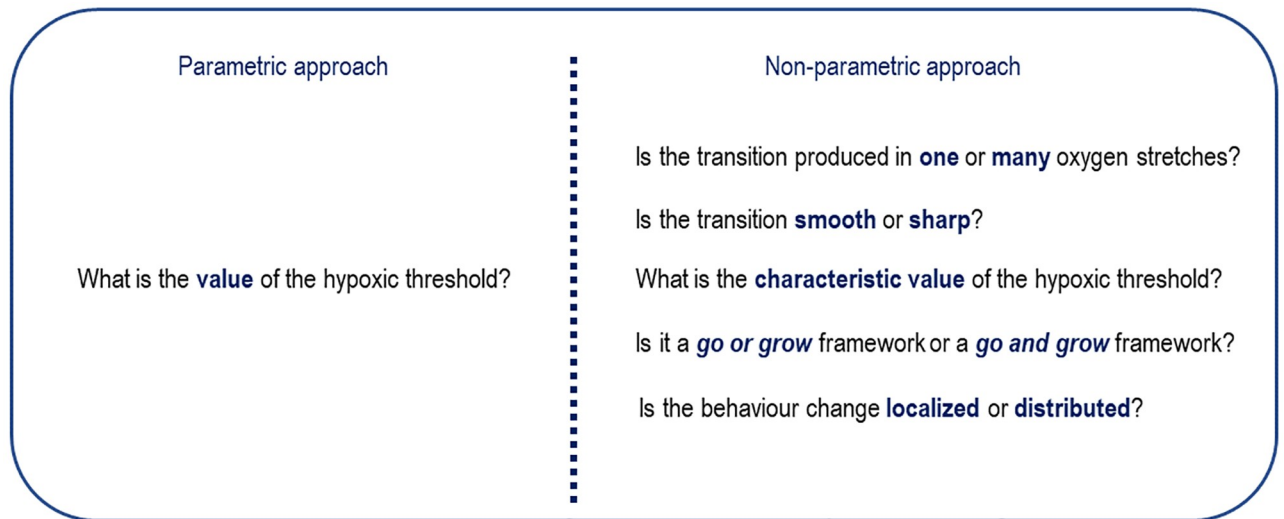 Parametric approach
Non-parametric approach
What is the value of the hypoxic threshold?
Is the transition produced in one or many oxygen stretches?
Is the transition smooth or sharp?
What is the characteristic value of the hypoxic threshold?
Is it a go or grow framework or a go and grow framework?
Is the behaviour change localized or distributed?